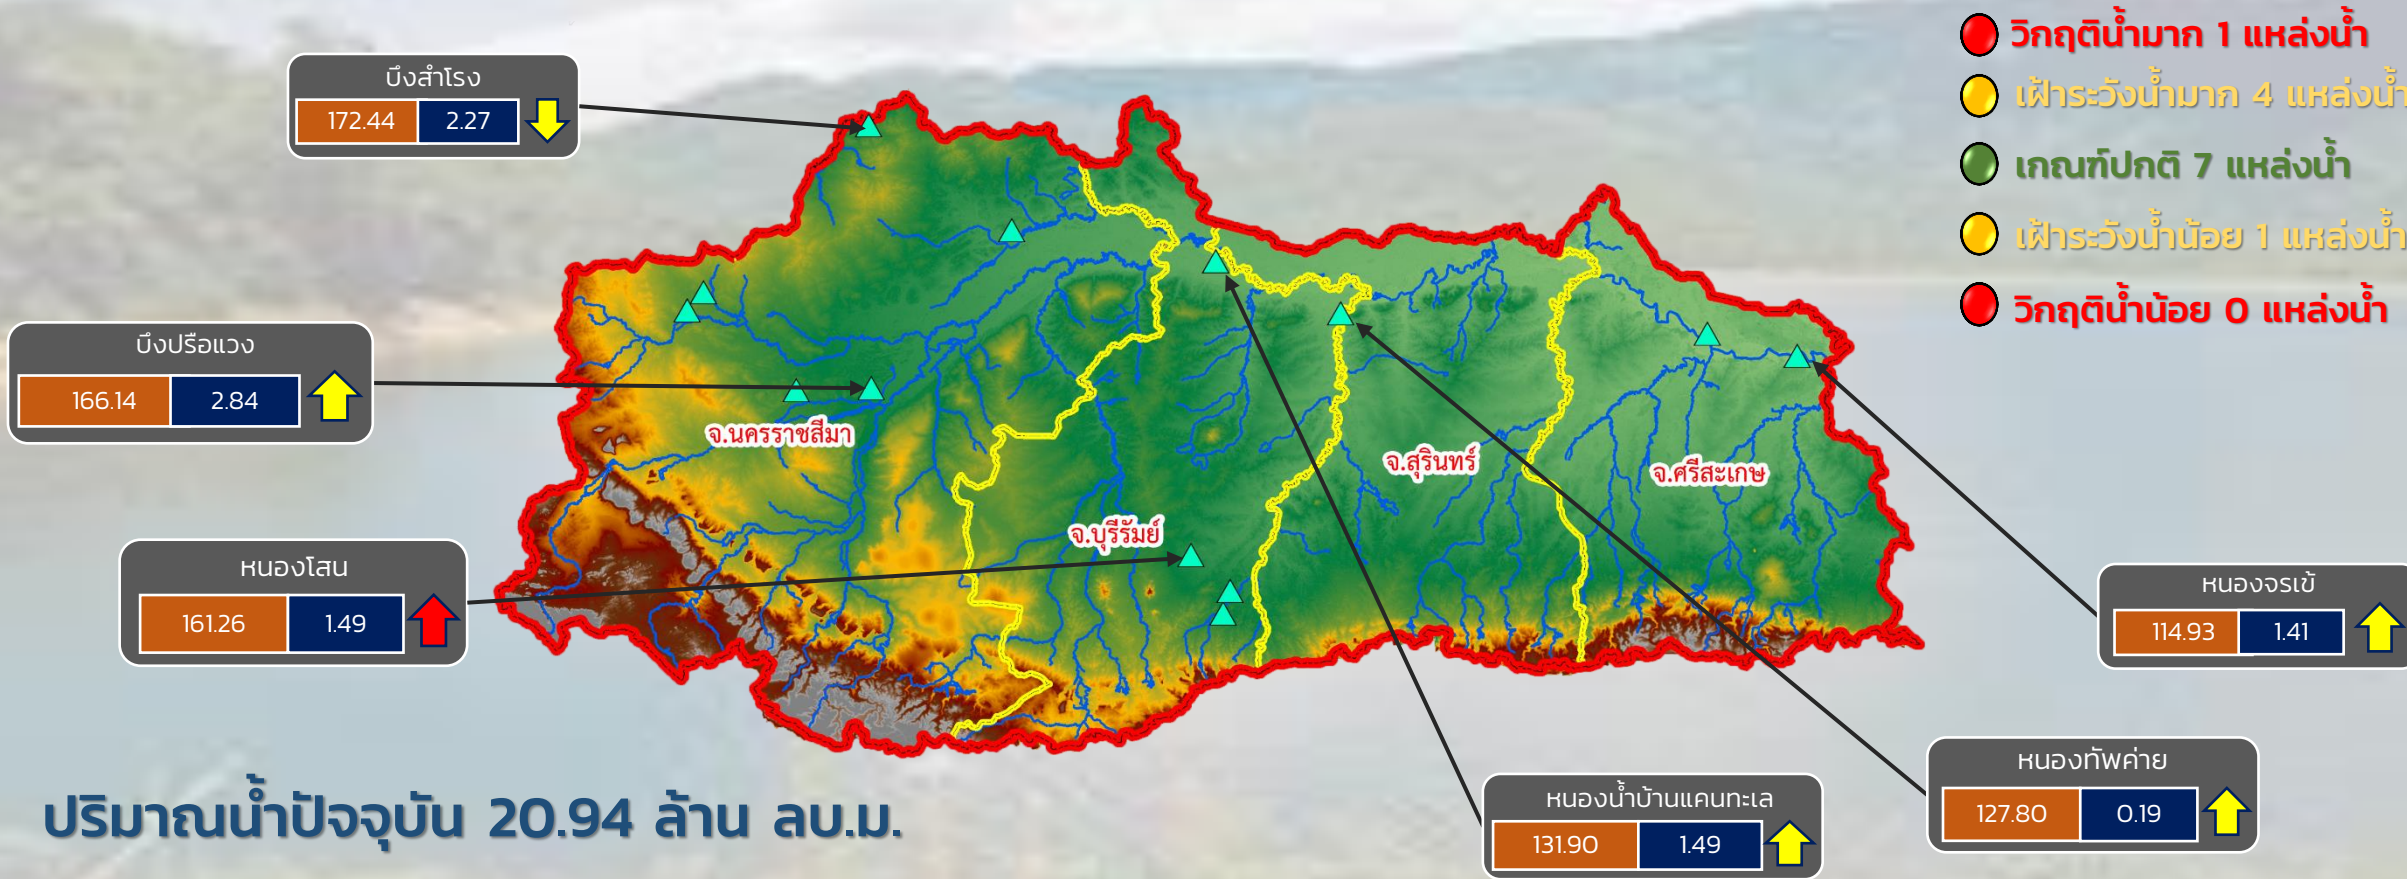 วิกฤติน้ำมาก 1 แหล่งน้ำ
เฝ้าระวังน้ำมาก 4 แหล่งน้ำ
เกณฑ์ปกติ 7 แหล่งน้ำ
เฝ้าระวังน้ำน้อย 1 แหล่งน้ำ
วิกฤติน้ำน้อย 0 แหล่งน้ำ
บึงสำโรง
172.44 2.27
บึงปรือแวง
166.14 2.84
หนองโสน
161.26 1.49
จ.นครราชสีมา
จ.บุรีรัมย์
จ.สุรินทร์
จ.ศรีสะเกษ
หนองจรเข้
114.93 1.41
หนองทัพค่าย
127.80 0.19
หนองน้ำบ้านแคนทะเล
131.90 1.49
ปริมาณน้ำปัจจุบัน 20.94 ล้าน ลบ.ม.